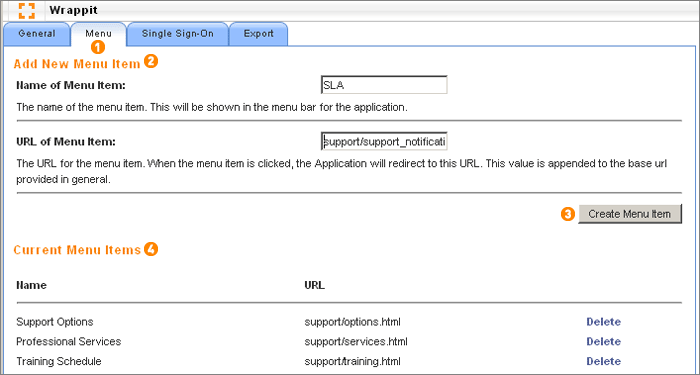 Wrappit
General Menu Single Sign-On Export
1
Add New Menu Item 2
Name of Menu Item: SLA
The name of the menu item. This will be shown in the menu bar for the application.
URL of Menu Item: support/support_notificati
The URL for the menu item. When the menu item is clicked, the Application will redirect to this URL. This value is appended to the base url
provided in general.
3 Create Menu Item
Current Menu Items 4
Name URL
Support Options support/options.html Delete
Professional Services support/services.html Delete
Training Schedule support/training.html Delete